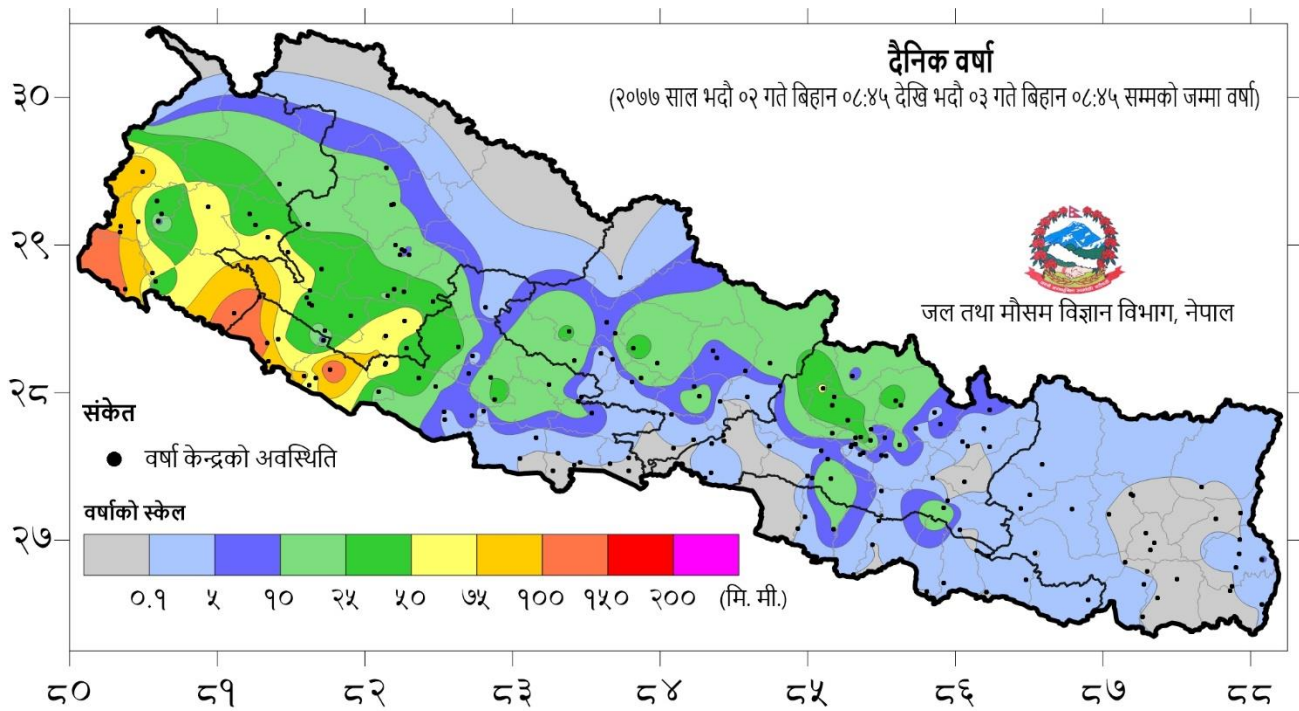 दैनिक वर्षा
(२०७७ साल भदौ ०२ गते बिहान ०८:४५ देखि भदौ ०३ गते बिहान ०८:४५ सम्मको जम्मा वर्षा)
३०
२९
२८
२७
जल तथा मौसम विज्ञान विभाग, नेपाल
संकेत
वर्षा केन्द्रको अवस्थिति
वर्षाको स्केल
०.१ ५ १० २५ ५० ७५ १०० १५० २०० (मि. मी.)
८० ८१ ८२ ८३ ८४ ८५ ८६ ८७ ८८